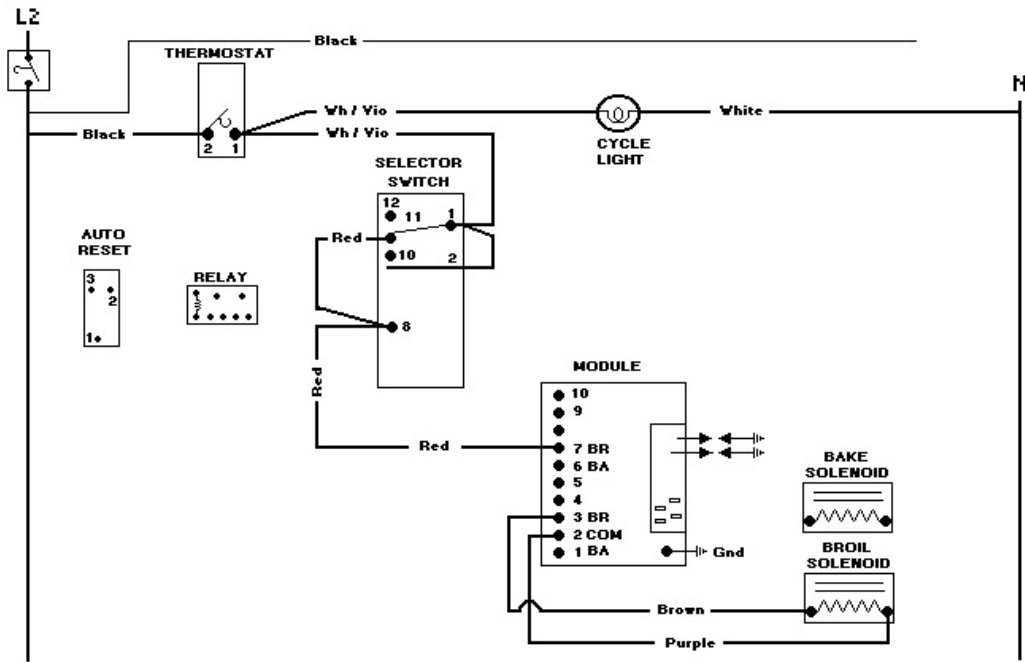 L2
Black
THERMOSTAT
N
Wh / Vio
White
Black
Wh / Vio
2 1
CYCLE
LIGHT
SELECTOR
SWITCH
12
11 1
AUTO
RESET
Red
10 2
3
2
1
RELAY
8
Red
MODULE
10
9
Red
7 BR
6 BA
5
4
3 BR
2 COM
1 BA
Gnd
BAKE
SOLENOID
BROIL
SOLENOID
Brown
Purple